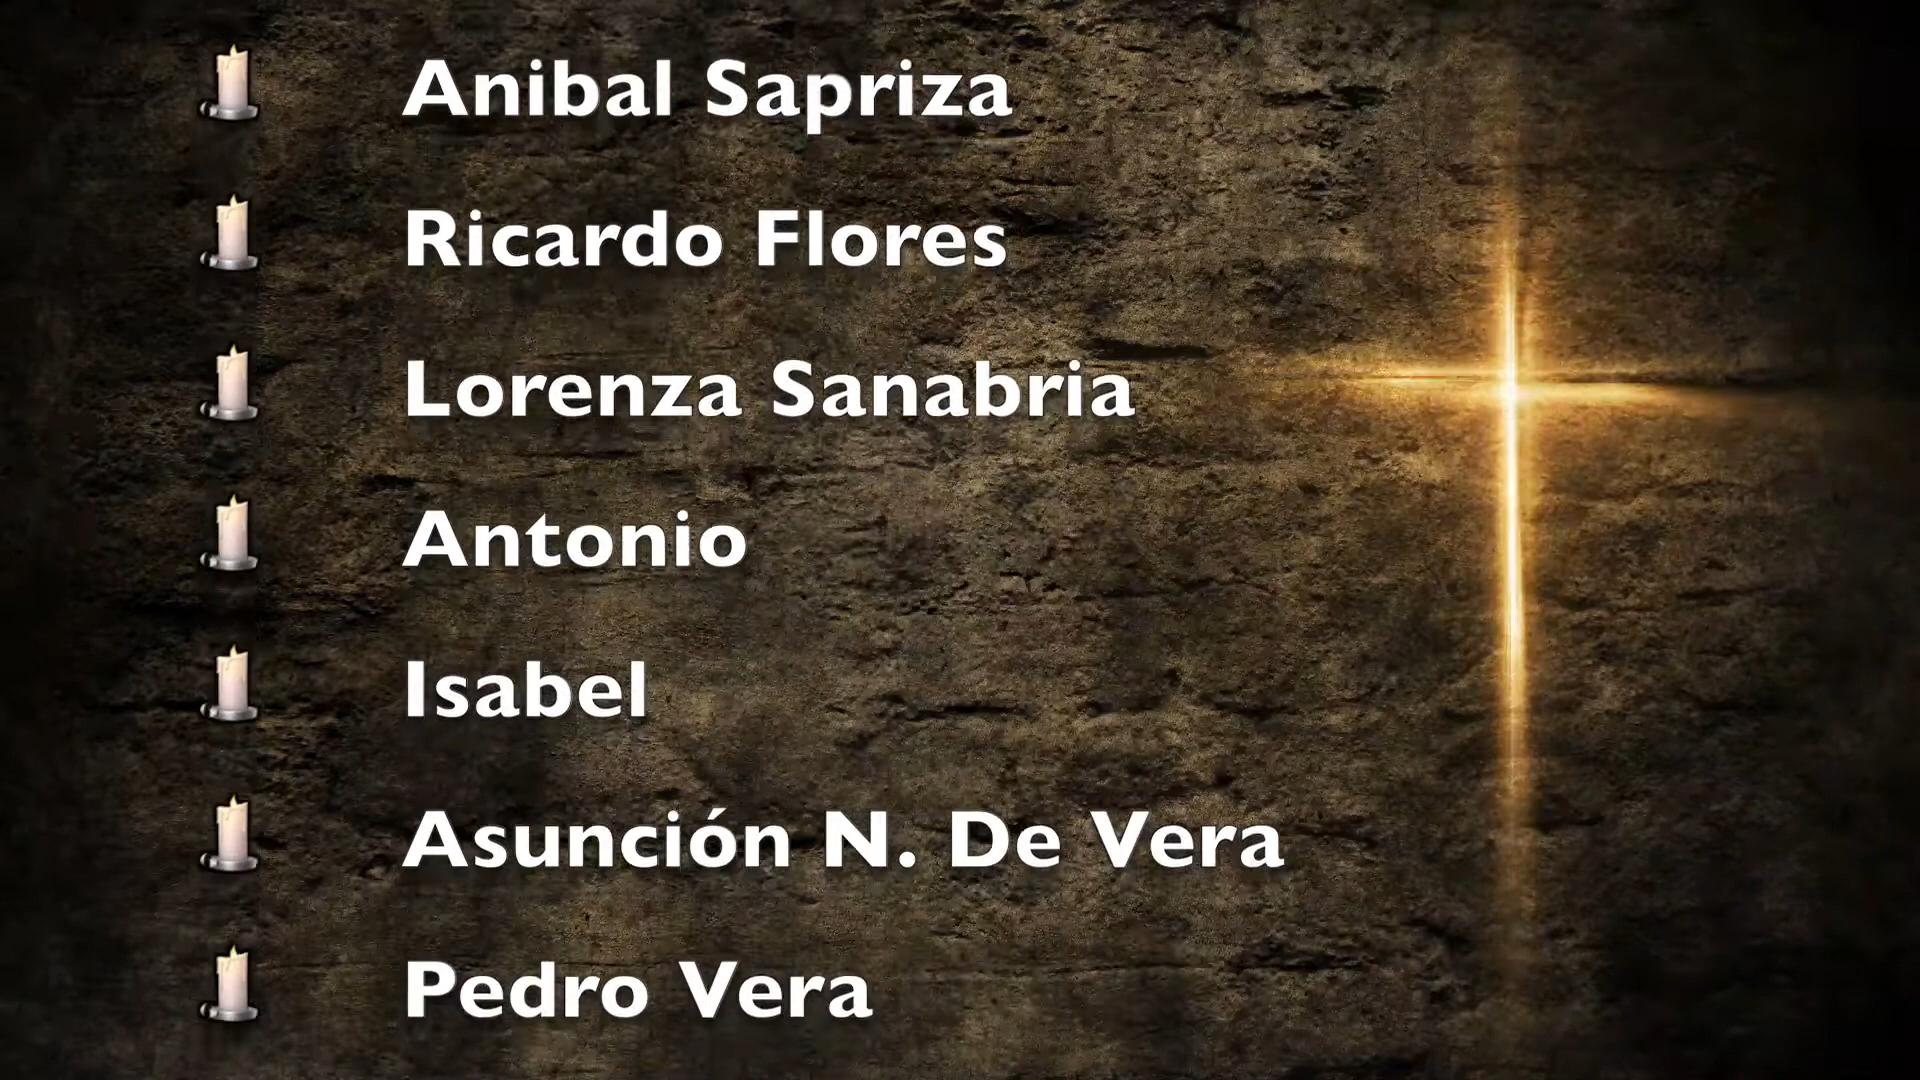 Anibal Sapriza
Ricardo Flores
Lorenza Sanabria
Antonio
Isabel
Asunción N. De Vera
Pedro Vera